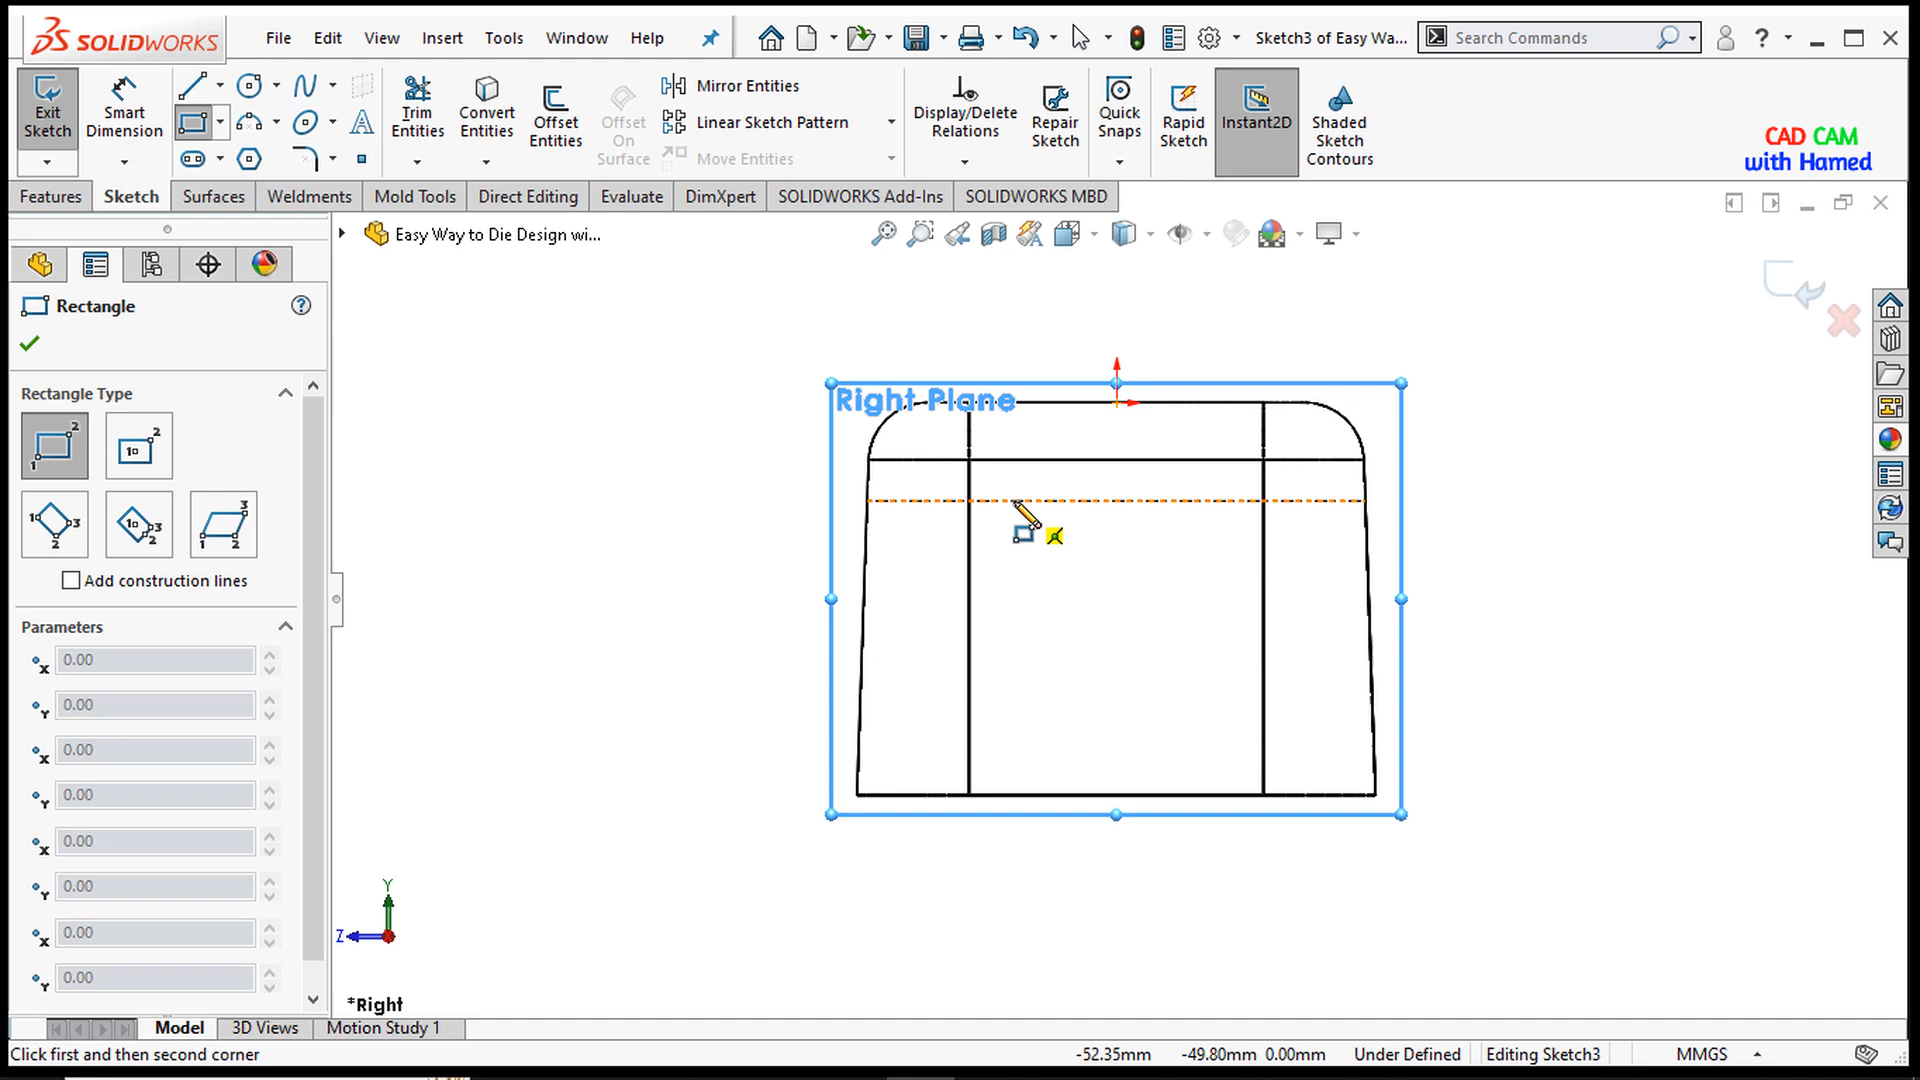 SOLIDWORKS
File Edit View Insert Tools Window Help
Sketch3 of Easy Wa...
Search Commands
Exit Sketch
Smart Dimension
Trim Entities
Convert Entities
Offset Entities
Offset On Surface
Mirror Entities
Linear Sketch Pattern
Move Entities
Display/Delete Relations
Repair Sketch
Quick Snaps
Rapid Sketch
Instant2D
Shaded Sketch Contours
CAD CAM
with Hamed
Features Sketch Surfaces Weldments Mold Tools Direct Editing Evaluate DimXpert SOLIDWORKS Add-Ins SOLIDWORKS MBD
Easy Way to Die Design wi...
Rectangle
Rectangle Type
Add construction lines
Parameters
X 0.00
Y 0.00
X 0.00
Y 0.00
X 0.00
Y 0.00
X 0.00
Y 0.00
Right Plane
Y
Z
*Right
Model 3D Views Motion Study 1
Click first and then second corner
-52.35mm -49.80mm 0.00mm Under Defined Editing Sketch3 MMGS